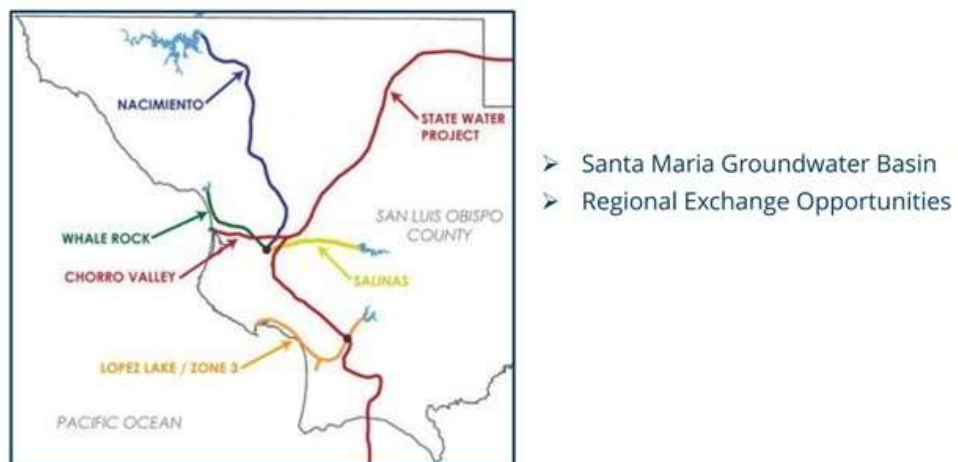 NACIMIENTO
STATE WATER
PROJECT
SAN LUIS OBISPO
COUNTY
WHALE ROCK
CHORRO VALLEY
SALINAS
LOPEZ LAKE / ZONE 3
PACIFIC OCEAN
➢ Santa Maria Groundwater Basin
➢ Regional Exchange Opportunities